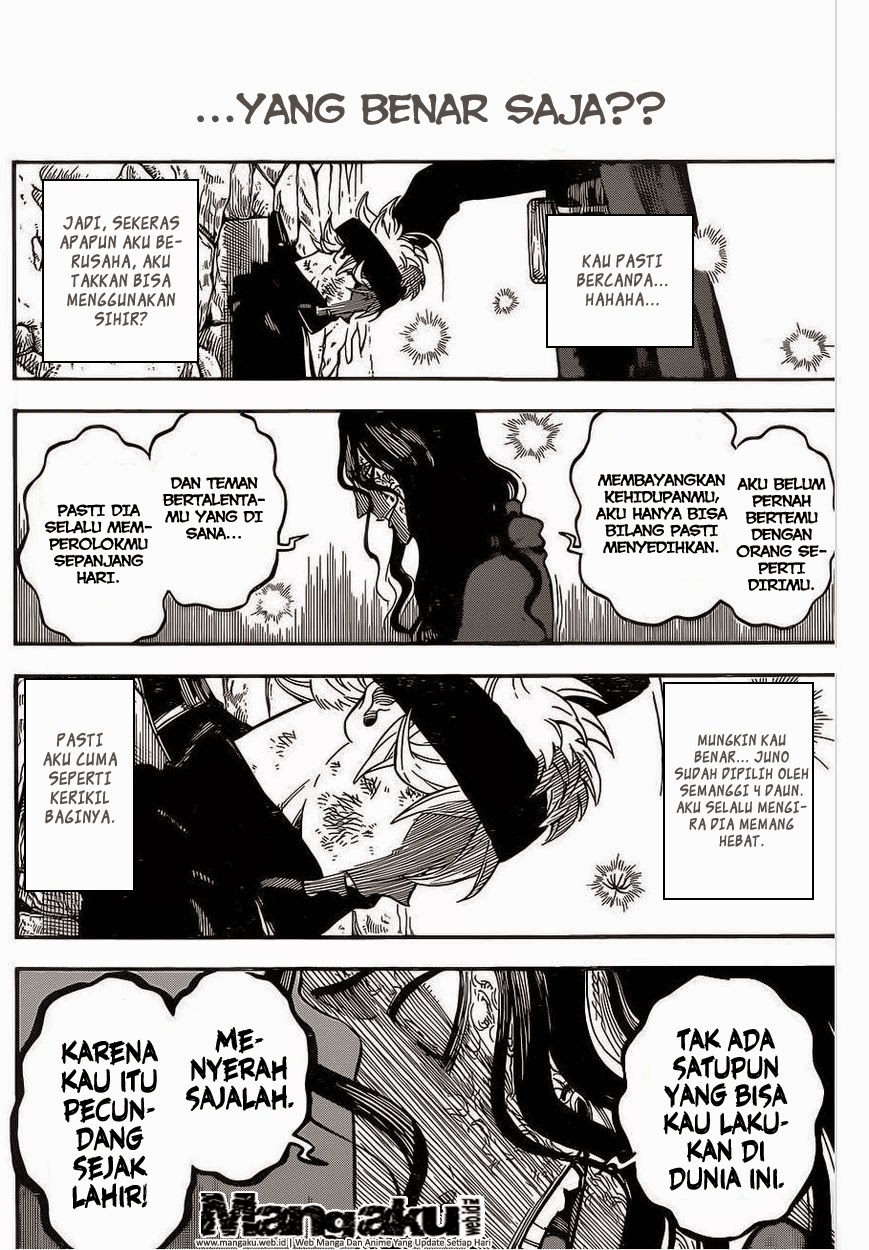 ...YANG BENAR SAJA??
KAU PASTI
BERCANDA...
HAHAHA...
JADI, SEKERAS
APAPUN AKU BE-
RUSAHA, AKU
TAKKAN BISA
MENGGUNAKAN
SIHIR?
AKU BELUM
PERNAH
BERTEMU
DENGAN
ORANG SE-
PERTI
DIRIMU.
MEMBAYANGKAN
KEHIDUPANMU,
AKU HANYA BISA
BILANG PASTI
MENYEDIHKAN.
DAN TEMAN
BERTALENTA-
MU YANG DI
SANA...
PASTI DIA
SELALU MEM-
PEROLOKMU
SEPANJANG
HARI.
MUNGKIN KAU
BENAR... JUNO
SUDAH DIPILIH OLEH
SEMANGGI 4 DAUN.
AKU SELALU MENGI-
RA DIA MEMANG
HEBAT.
PASTI
AKU CUMA
SEPERTI
KERIKIL
BAGINYA.
TAK ADA
SATUPUN
YANG BISA
KAU LAKU-
KAN DI
DUNIA INI.
ME-
NYERAH
SAJALAH.
KARENA
KAU ITU
PECUN-
DANG
SEJAK
LAHIR!
Mangaku
www.mangaku.web.id | Web Manga Dan Anime Yang Update Setiap Hari